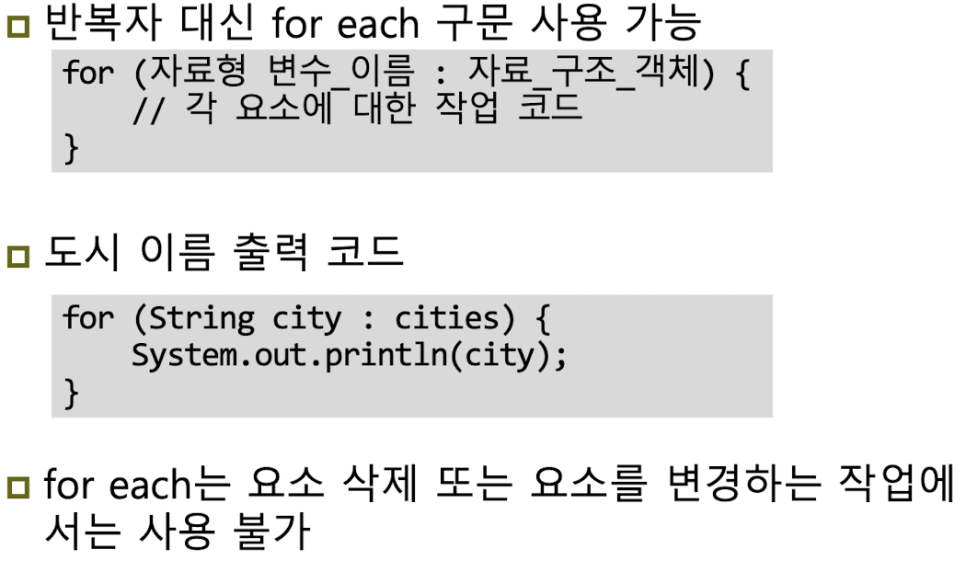 반복자 대신 for each 구문 사용 가능
for (자료형 변수_이름 : 자료_구조_객체) {
    // 각 요소에 대한 작업 코드
}
도시 이름 출력 코드
for (String city : cities) {
    System.out.println(city);
}
for each는 요소 삭제 또는 요소를 변경하는 작업에
서는 사용 불가